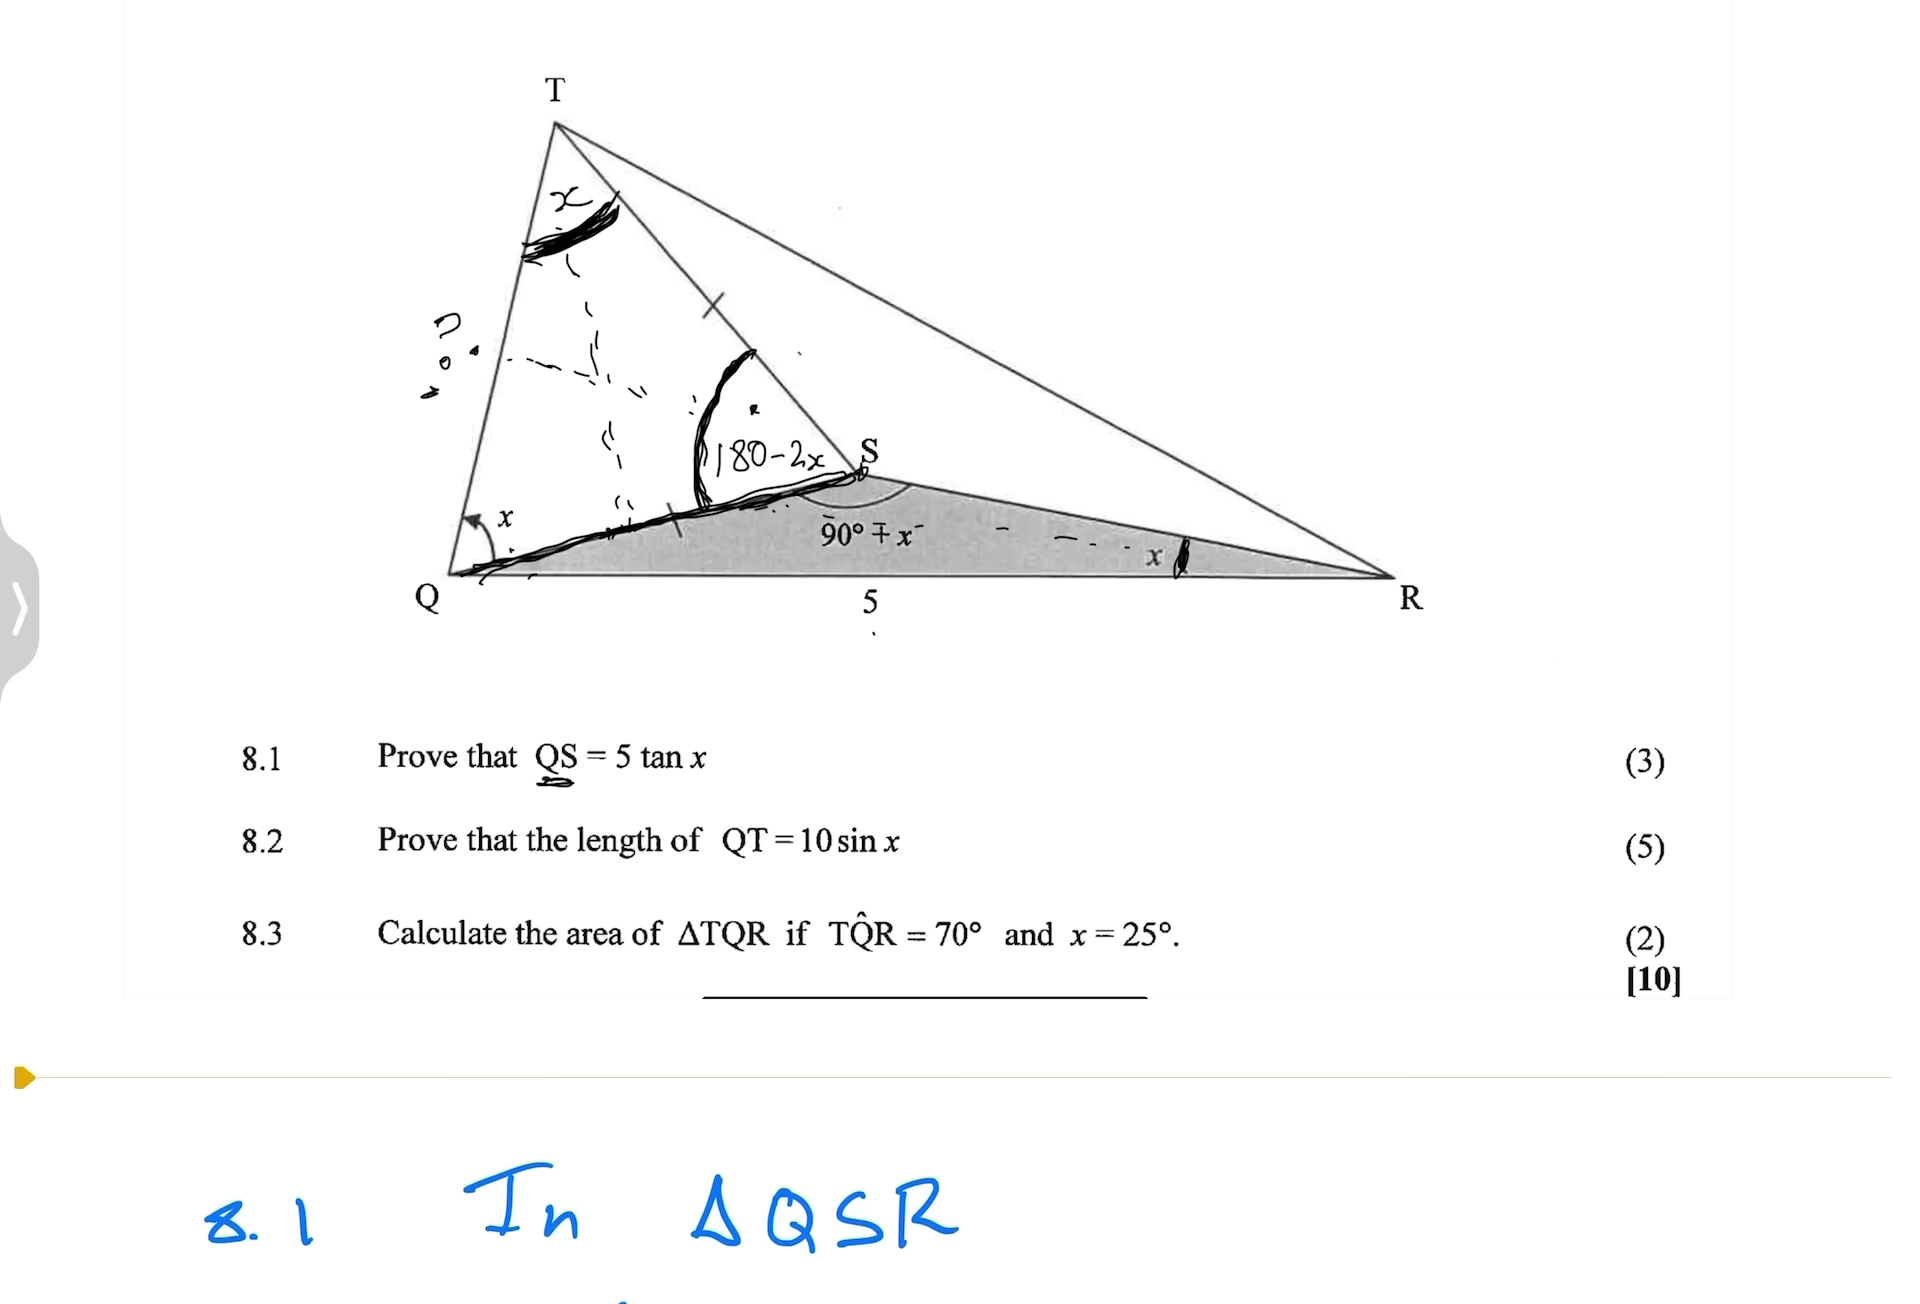 T
x
180-2x
S
x
90° + x
x
Q
5
R
8.1 Prove that QS = 5 tan x (3)
8.2 Prove that the length of QT = 10 sin x (5)
8.3 Calculate the area of ΔTQR if TQ̂R = 70° and x = 25°. (2)
[10]
8.1 In ΔQSR